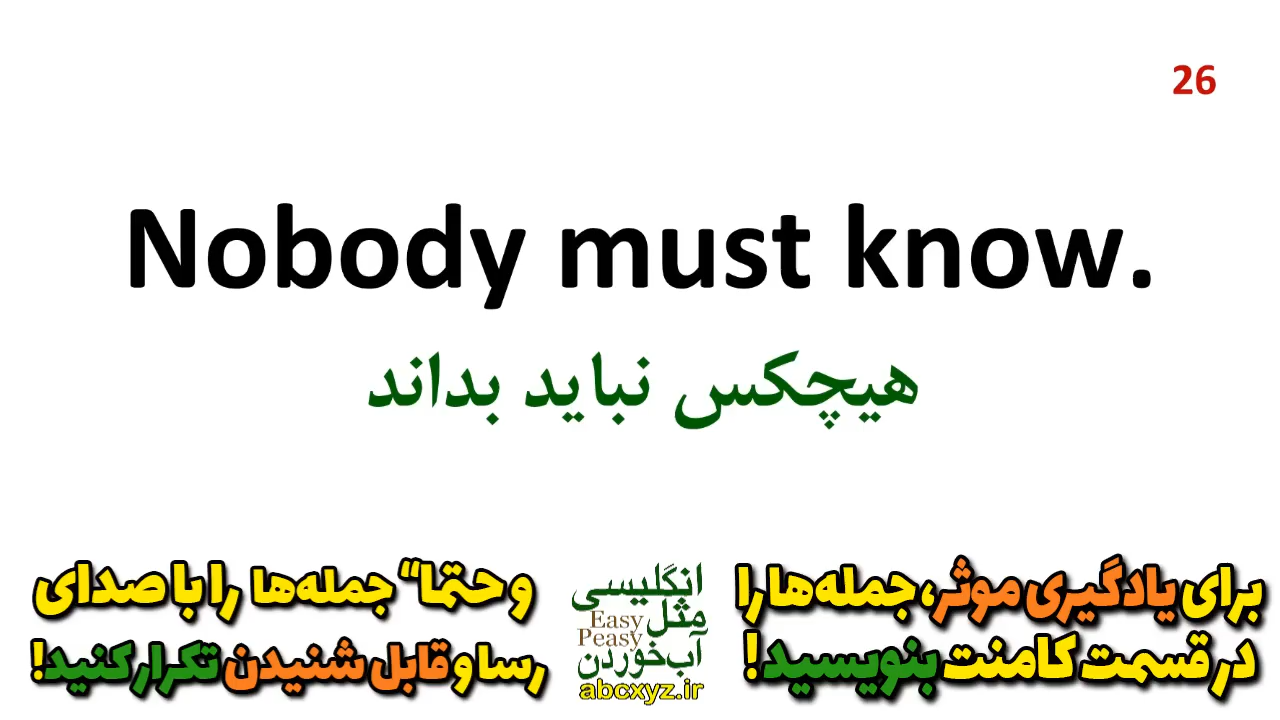 26
Nobody must know.
هیچکس نباید بداند
برای یادگیری موثر، جمله‌ها را
در قسمت کامنت بنویسید!
انگلیسی
مثل
Easy
Peasy
آب‌خوردن
abcxyz.ir
و حتما“ جمله‌ها را با صدای
رسا و قابل شنیدن تکرار کنید!